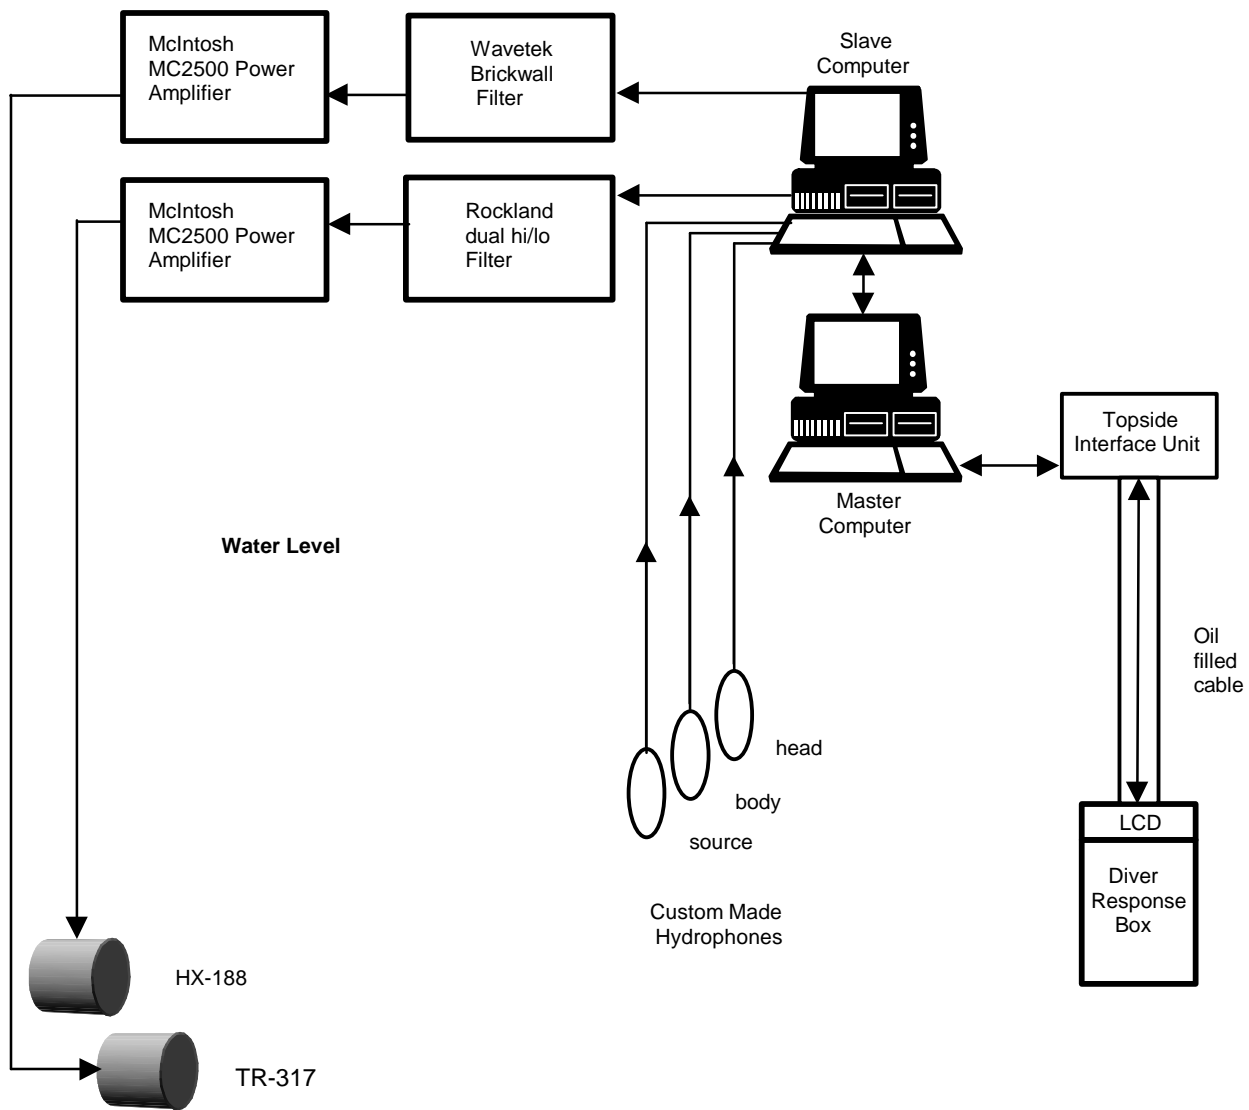 McIntosh
MC2500 Power
Amplifier
Wavetek
Brickwall
Filter
Slave
Computer
McIntosh
MC2500 Power
Amplifier
Rockland
dual hi/lo
Filter
Topside
Interface Unit
Master
Computer
Water Level
Oil
filled
cable
head
body
source
LCD
Diver
Response
Box
Custom Made
Hydrophones
HX-188
TR-317